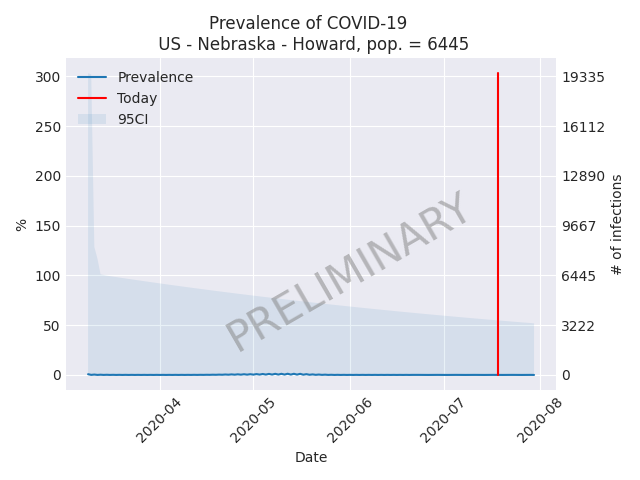 Prevalence of COVID-19
US - Nebraska - Howard, pop. = 6445
Prevalence
Today
95CI
PRELIMINARY
%
300
250
200
150
100
50
0
19335
16112
12890
9667
6445
3222
0
# of infections
2020-04
2020-05
2020-06
2020-07
2020-08
Date